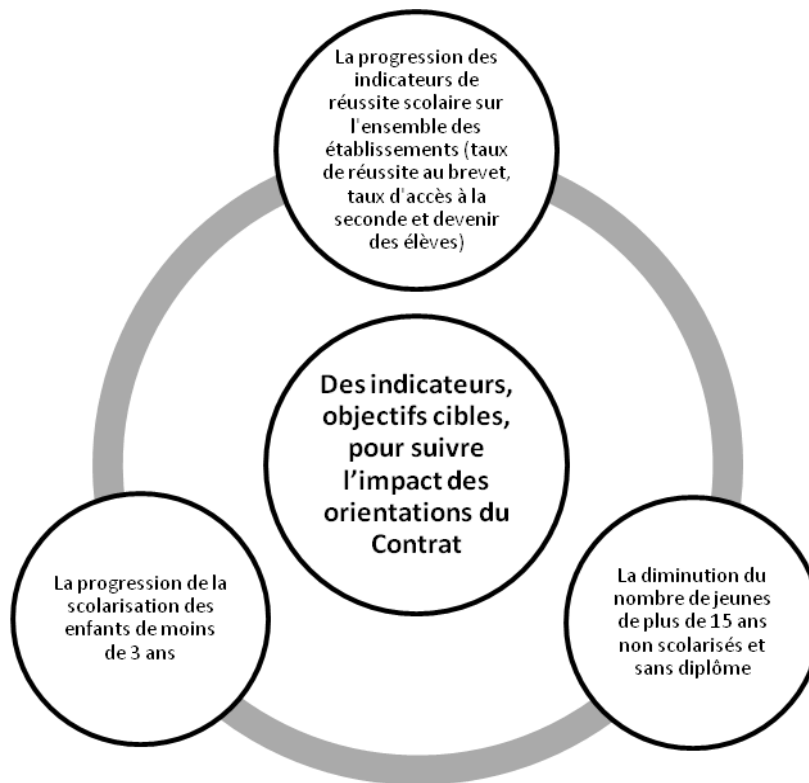 La progression des
indicateurs de
réussite scolaire sur
l'ensemble des
établissements (taux
de réussite au brevet,
taux d'accès à la
seconde et devenir
des élèves)
Des indicateurs,
objectifs cibles,
pour suivre
l’impact des
orientations du
Contrat
La progression de la
scolarisation des
enfants de moins
de 3 ans
La diminution du
nombre de jeunes
de plus de 15 ans
non scolarisés et
sans diplôme